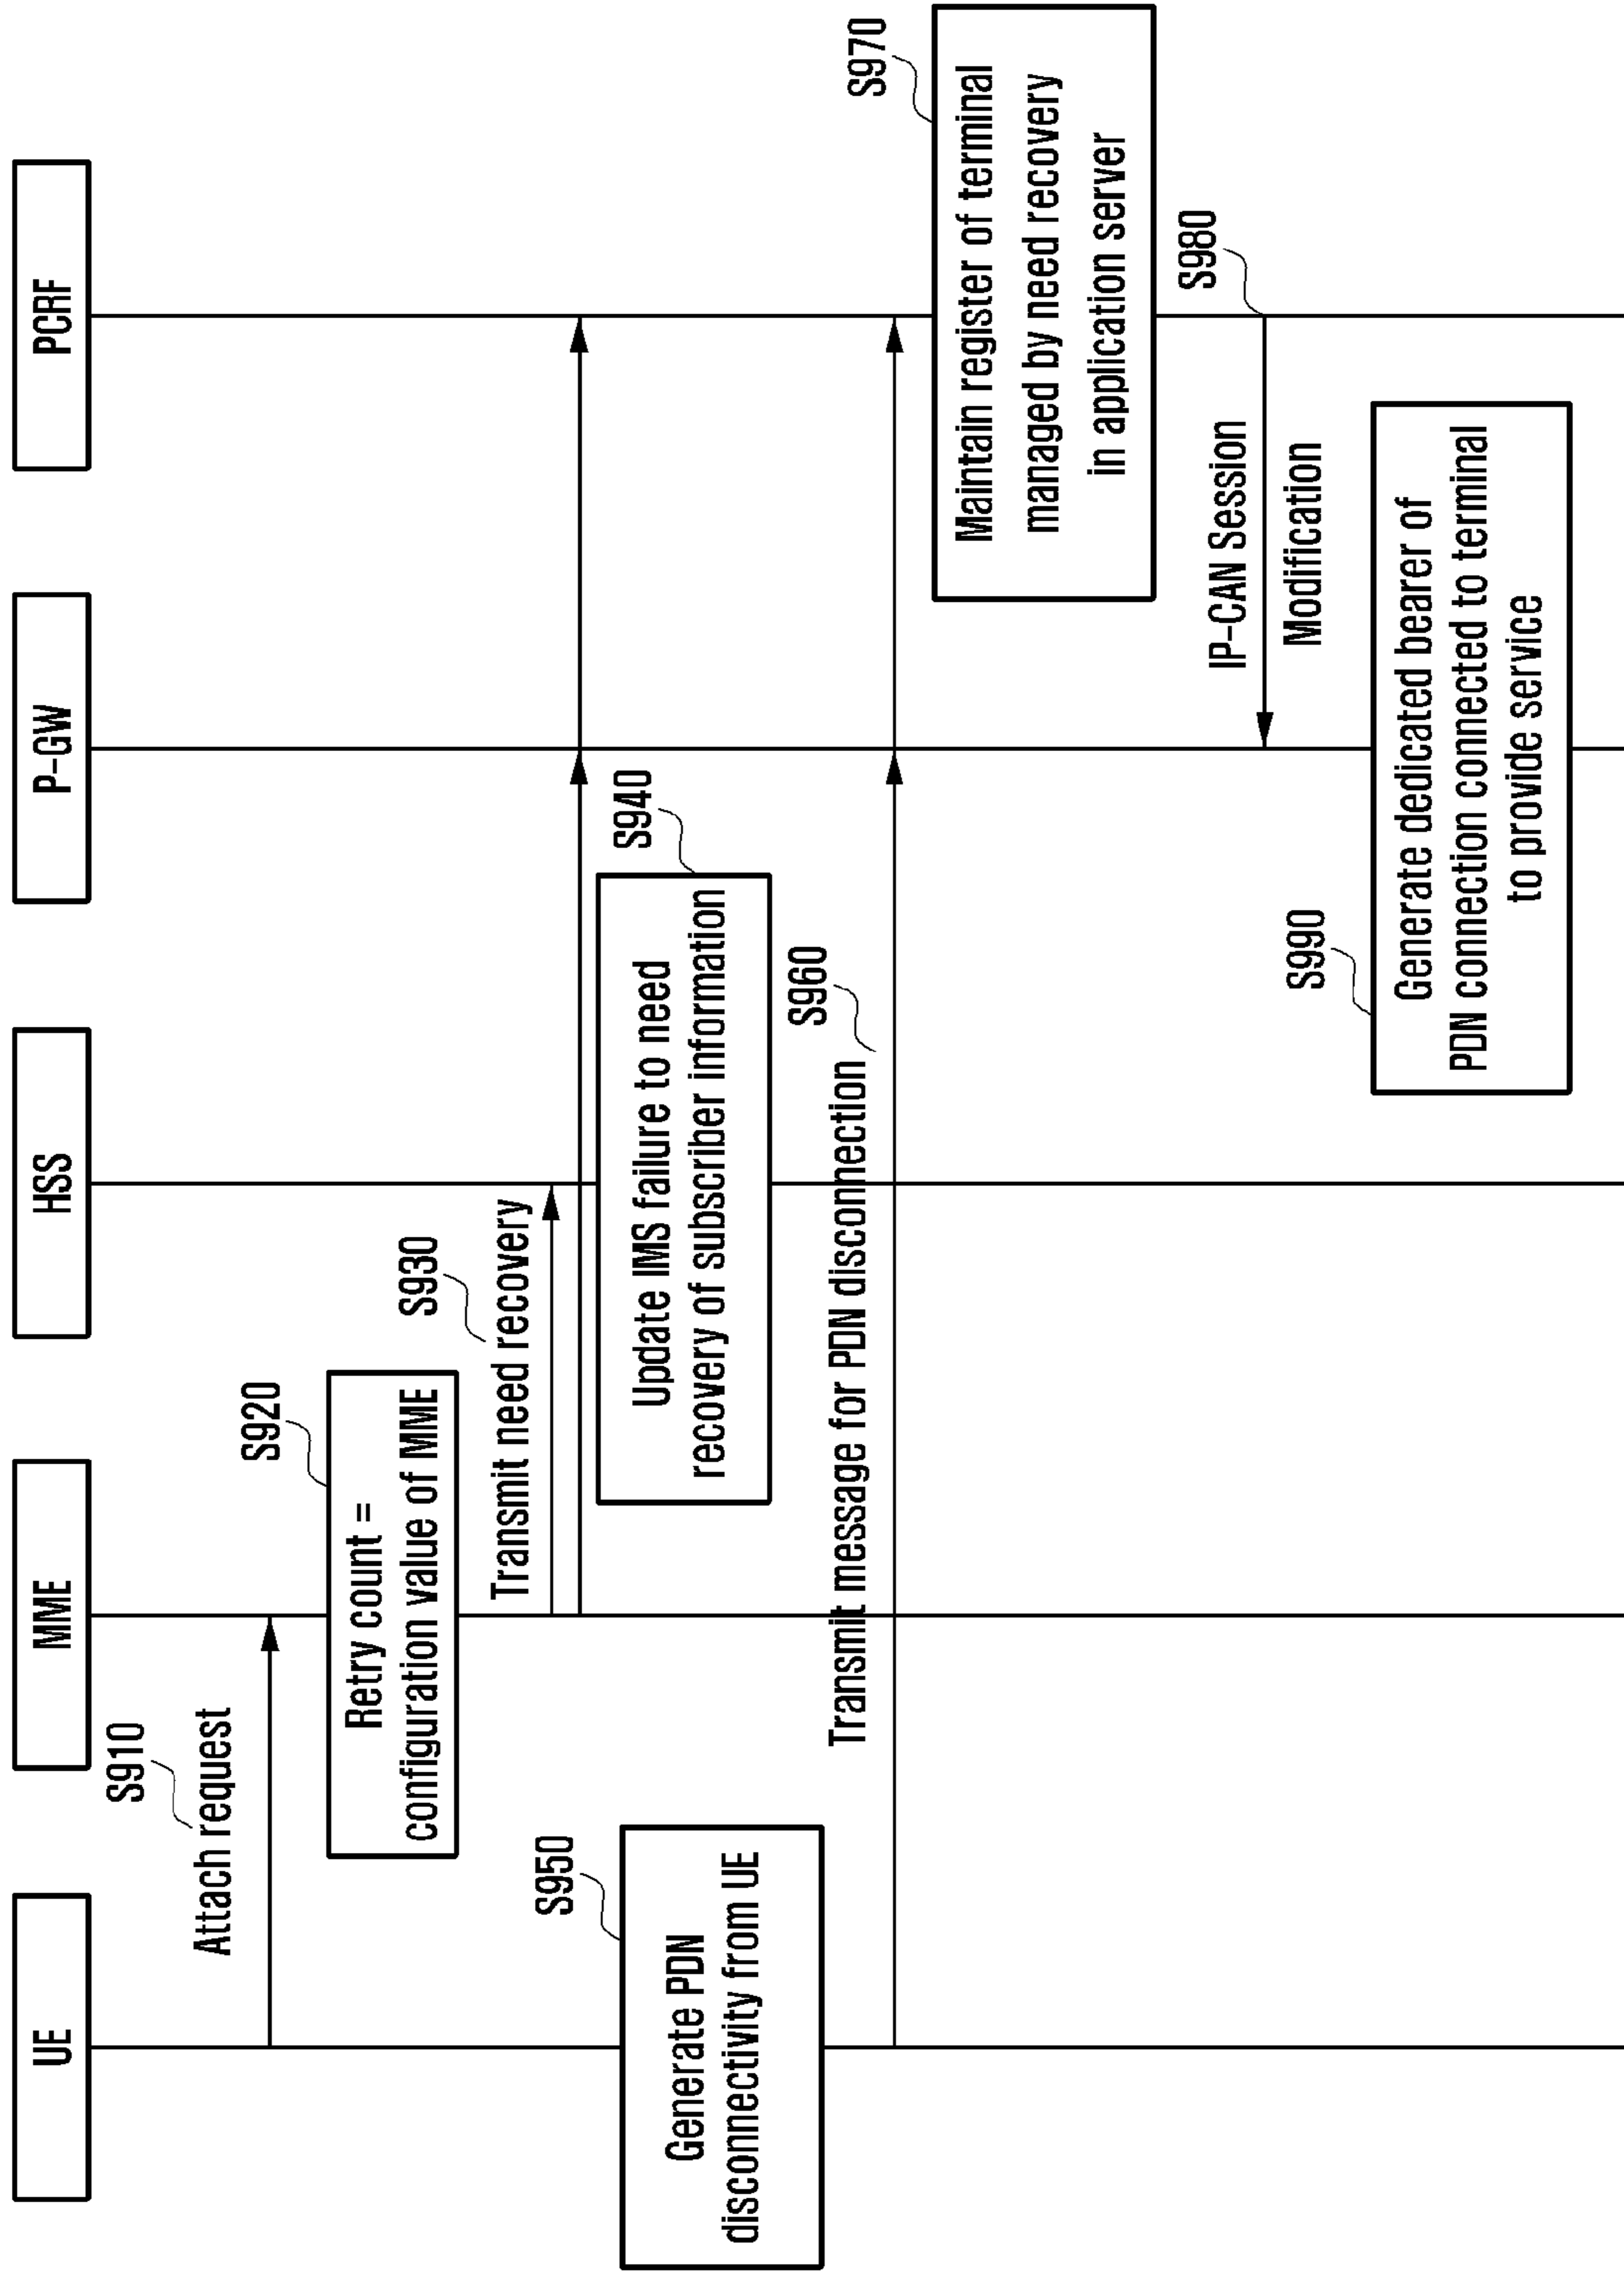 UE
MME
HSS
P-GW
PCRF
S910
Attach request
S920
Retry count =
configuration value of MME
S930
Transmit need recovery
S940
Update IMS failure to need
recovery of subscriber information
S950
Generate PDN
disconnectivity from UE
S960
Transmit message for PDN disconnection
S970
Maintain register of terminal
managed by need recovery
in application server
S980
IP-CAN Session
Modification
S990
Generate dedicated bearer of
PDN connection connected to terminal
to provide service